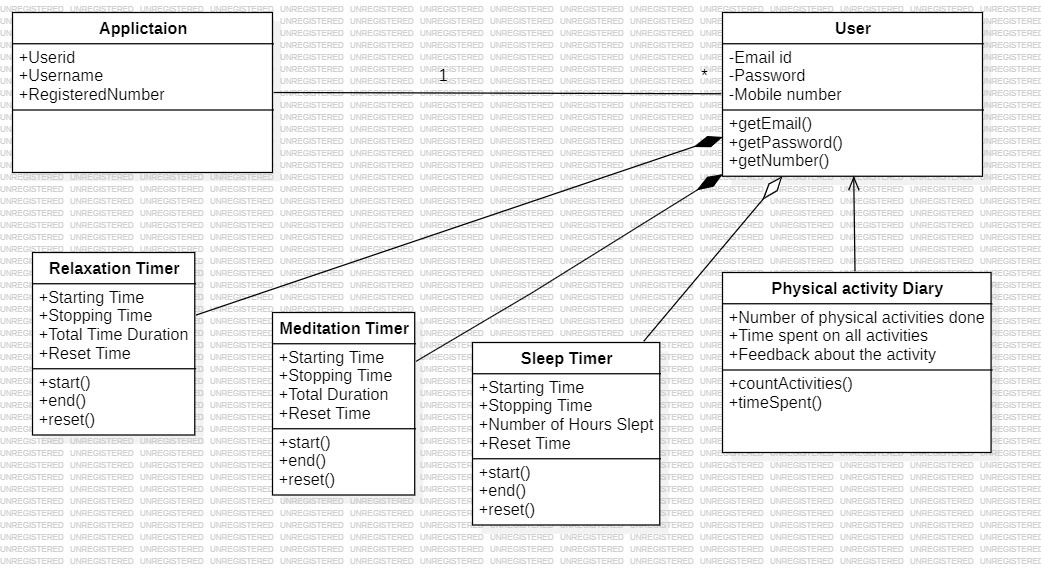 Applictaion
+Userid
+Username
+RegisteredNumber
1
*
User
-Email id
-Password
-Mobile number
+getEmail()
+getPassword()
+getNumber()
Relaxation Timer
+Starting Time
+Stopping Time
+Total Time Duration
+Reset Time
+start()
+end()
+reset()
Meditation Timer
+Starting Time
+Stopping Time
+Total Duration
+Reset Time
+start()
+end()
+reset()
Sleep Timer
+Starting Time
+Stopping Time
+Number of Hours Slept
+Reset Time
+start()
+end()
+reset()
Physical activity Diary
+Number of physical activities done
+Time spent on all activities
+Feedback about the activity
+countActivities()
+timeSpent()
UNREGISTERED